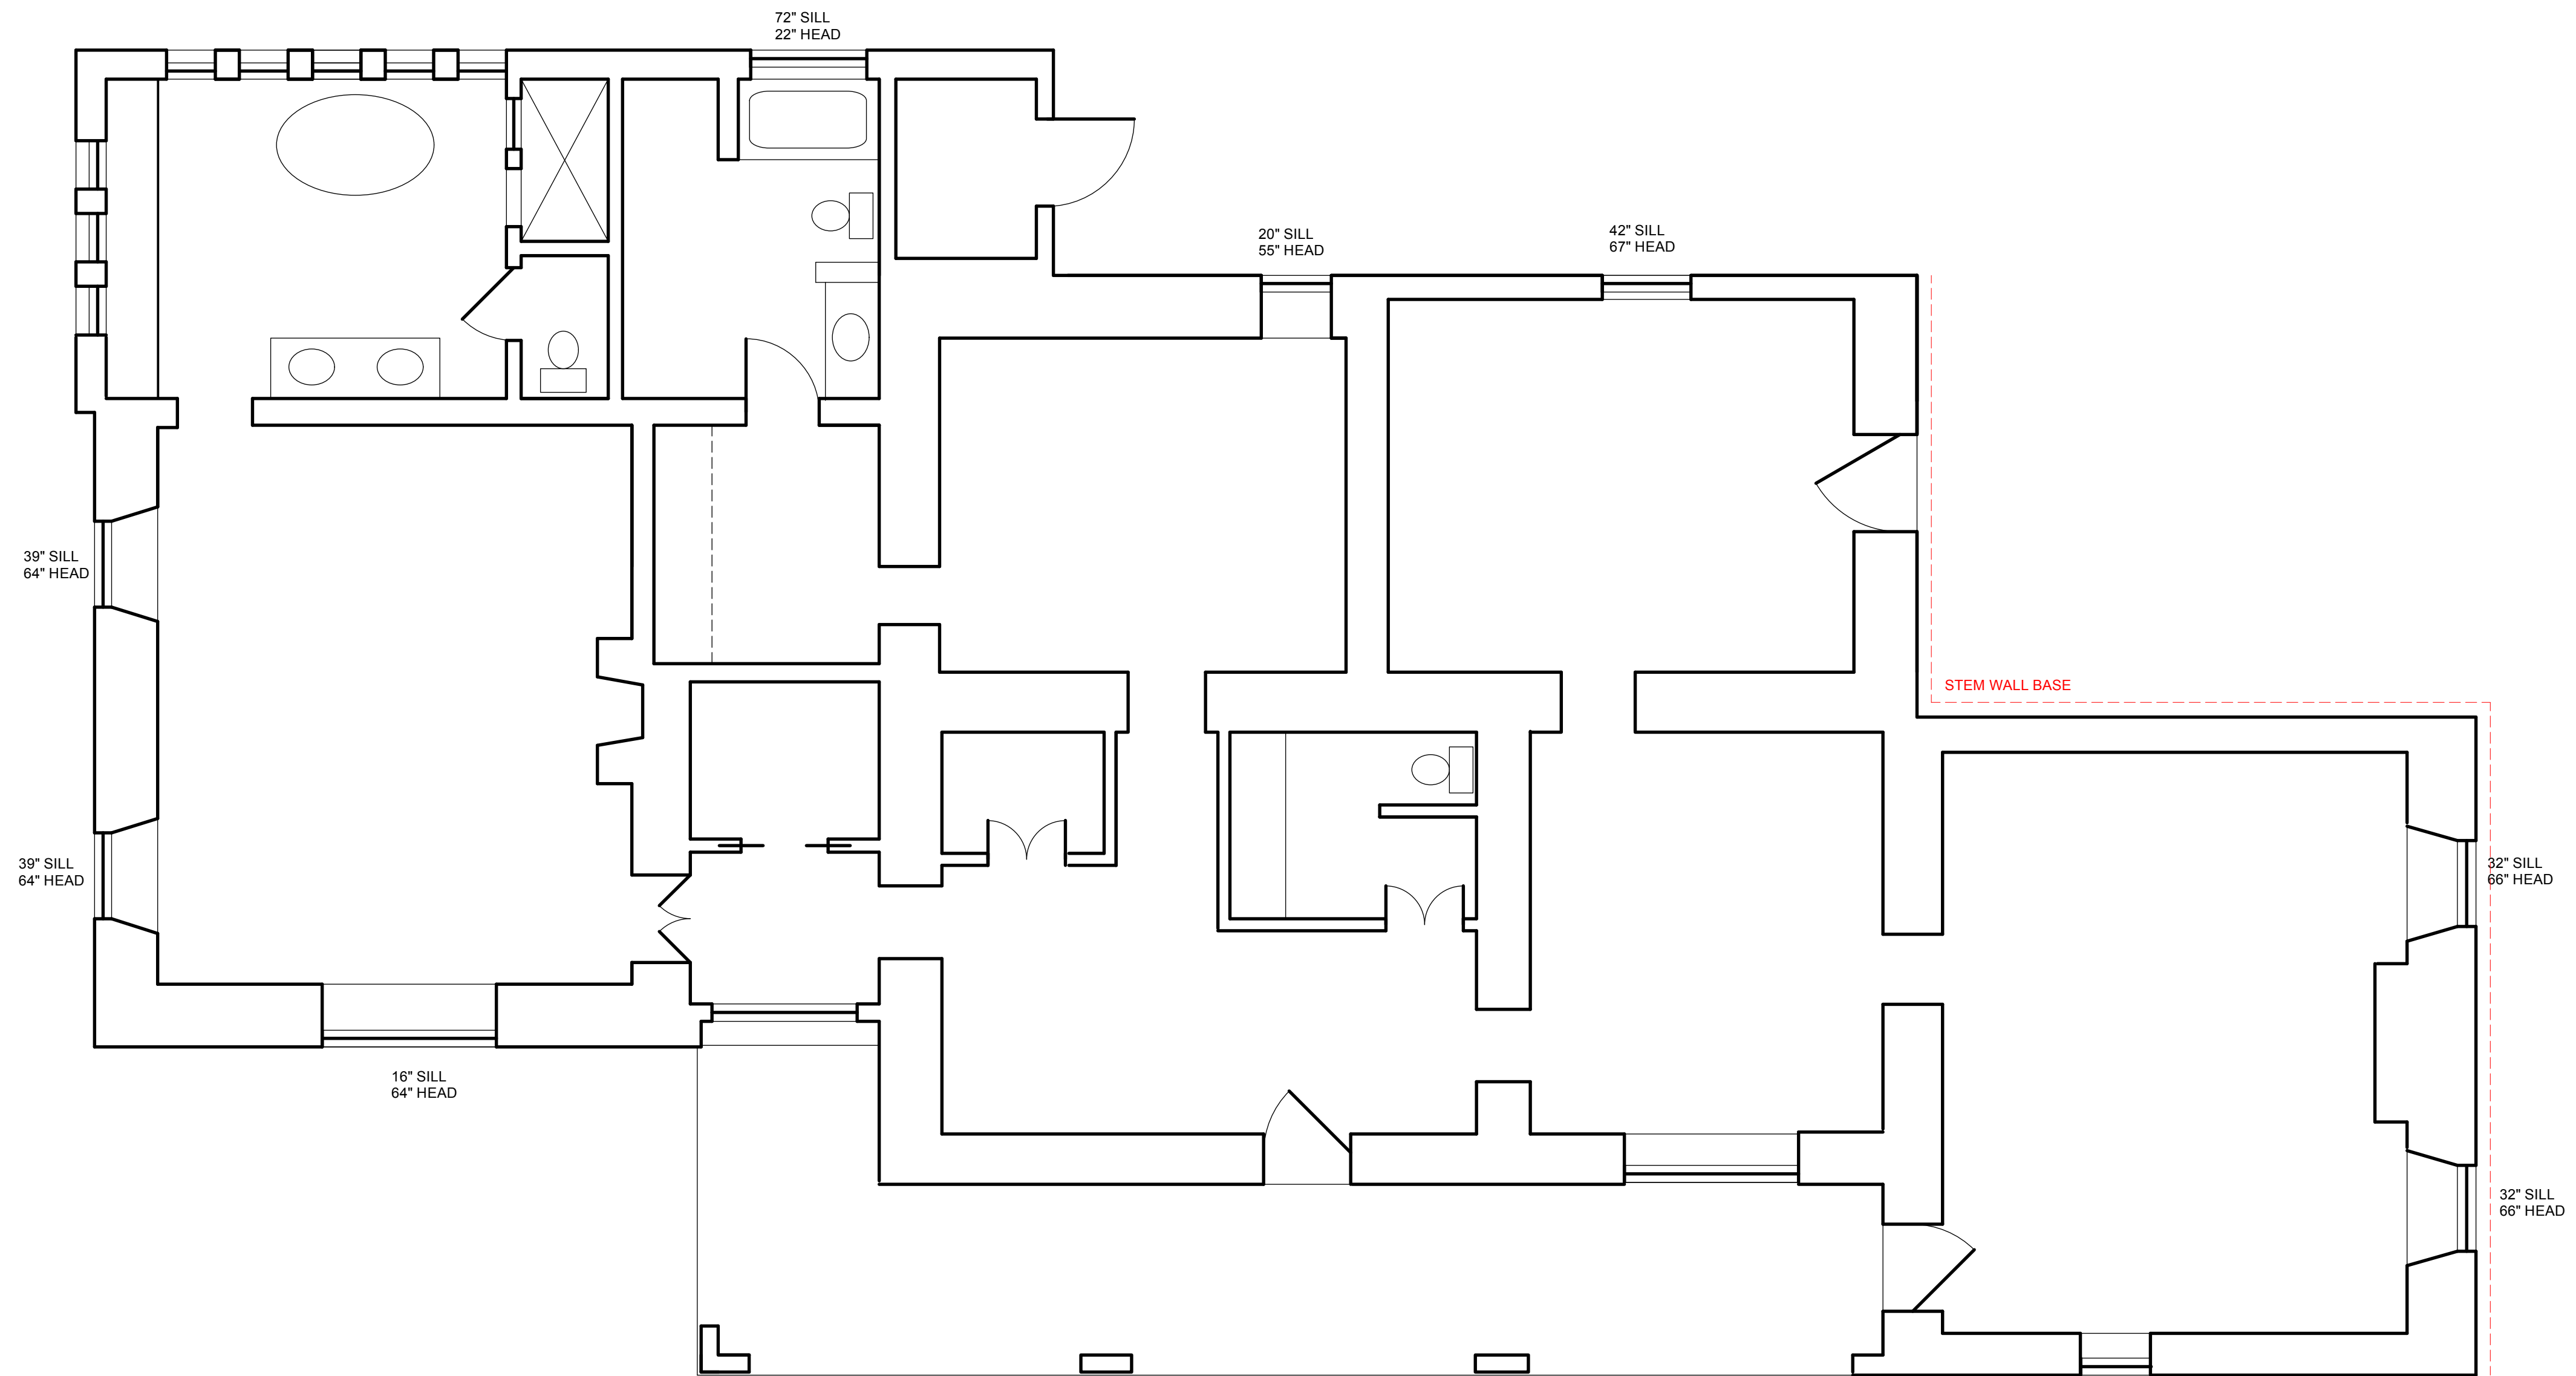 72" SILL
22" HEAD
20" SILL
55" HEAD
42" SILL
67" HEAD
39" SILL
64" HEAD
STEM WALL BASE
39" SILL
64" HEAD
32" SILL
66" HEAD
16" SILL
64" HEAD
32" SILL
66" HEAD